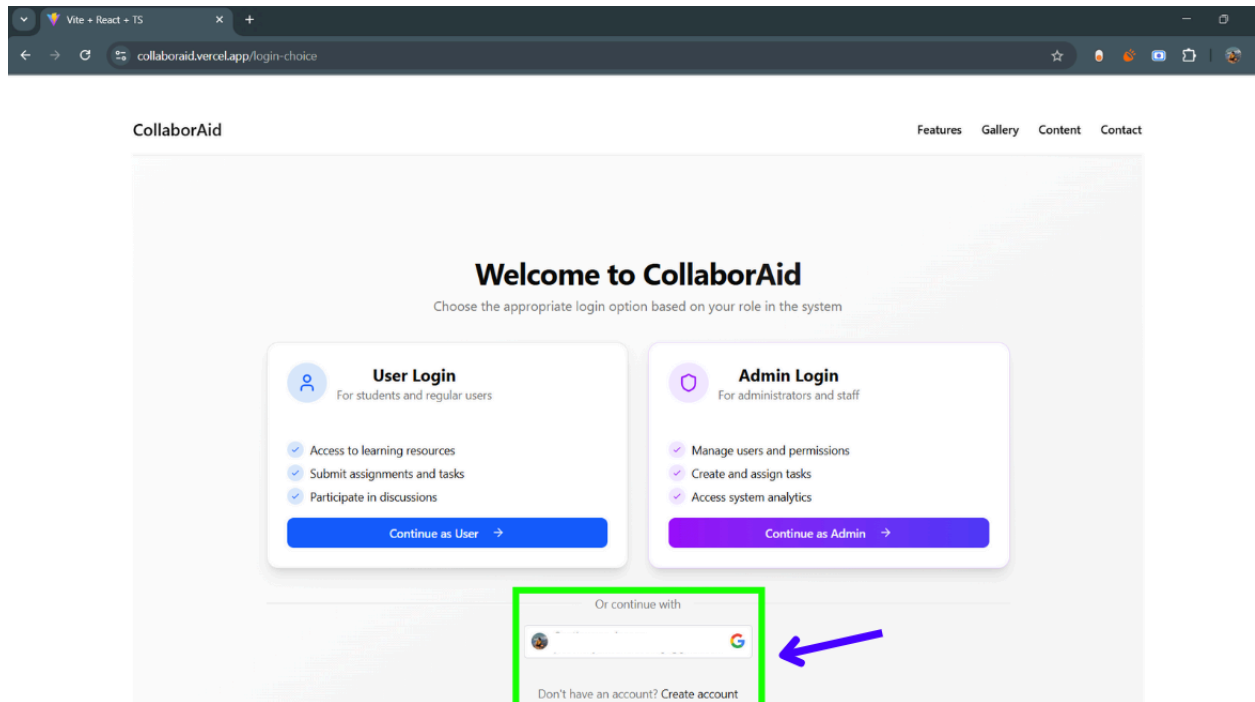 Vite + React + TS
collaboraid.vercel.app/login-choice
CollaborAid
Features Gallery Content Contact
Welcome to CollaborAid
Choose the appropriate login option based on your role in the system
User Login
For students and regular users
Access to learning resources
Submit assignments and tasks
Participate in discussions
Continue as User →
Admin Login
For administrators and staff
Manage users and permissions
Create and assign tasks
Access system analytics
Continue as Admin →
Or continue with
Don't have an account? Create account